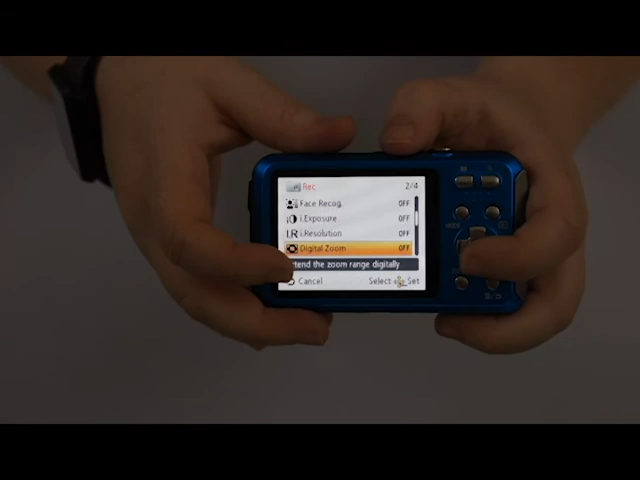 Rec 2/4
Face Recog. OFF
i.Exposure OFF
i.Resolution OFF
Digital Zoom OFF
tend the zoom range digitally
Cancel Select Set
MODE